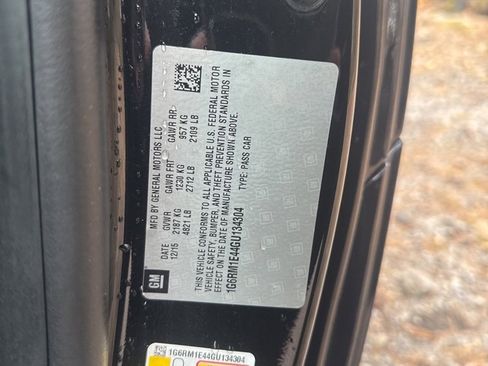 MFD BY GENERAL MOTORS LLC
DATE GVWR GAWR FRT GAWR RR
12/15 2187 KG 1230 KG 957 KG
4821 LB 2712 LB 2109 LB
THIS VEHICLE CONFORMS TO ALL APPLICABLE U.S. FEDERAL MOTOR
VEHICLE SAFETY, BUMPER, AND THEFT PREVENTION STANDARDS IN
EFFECT ON THE DATE OF MANUFACTURE SHOWN ABOVE.
TYPE: PASS CAR
1G6RM1E44GU134304
GM
1G6RM1E44GU134304